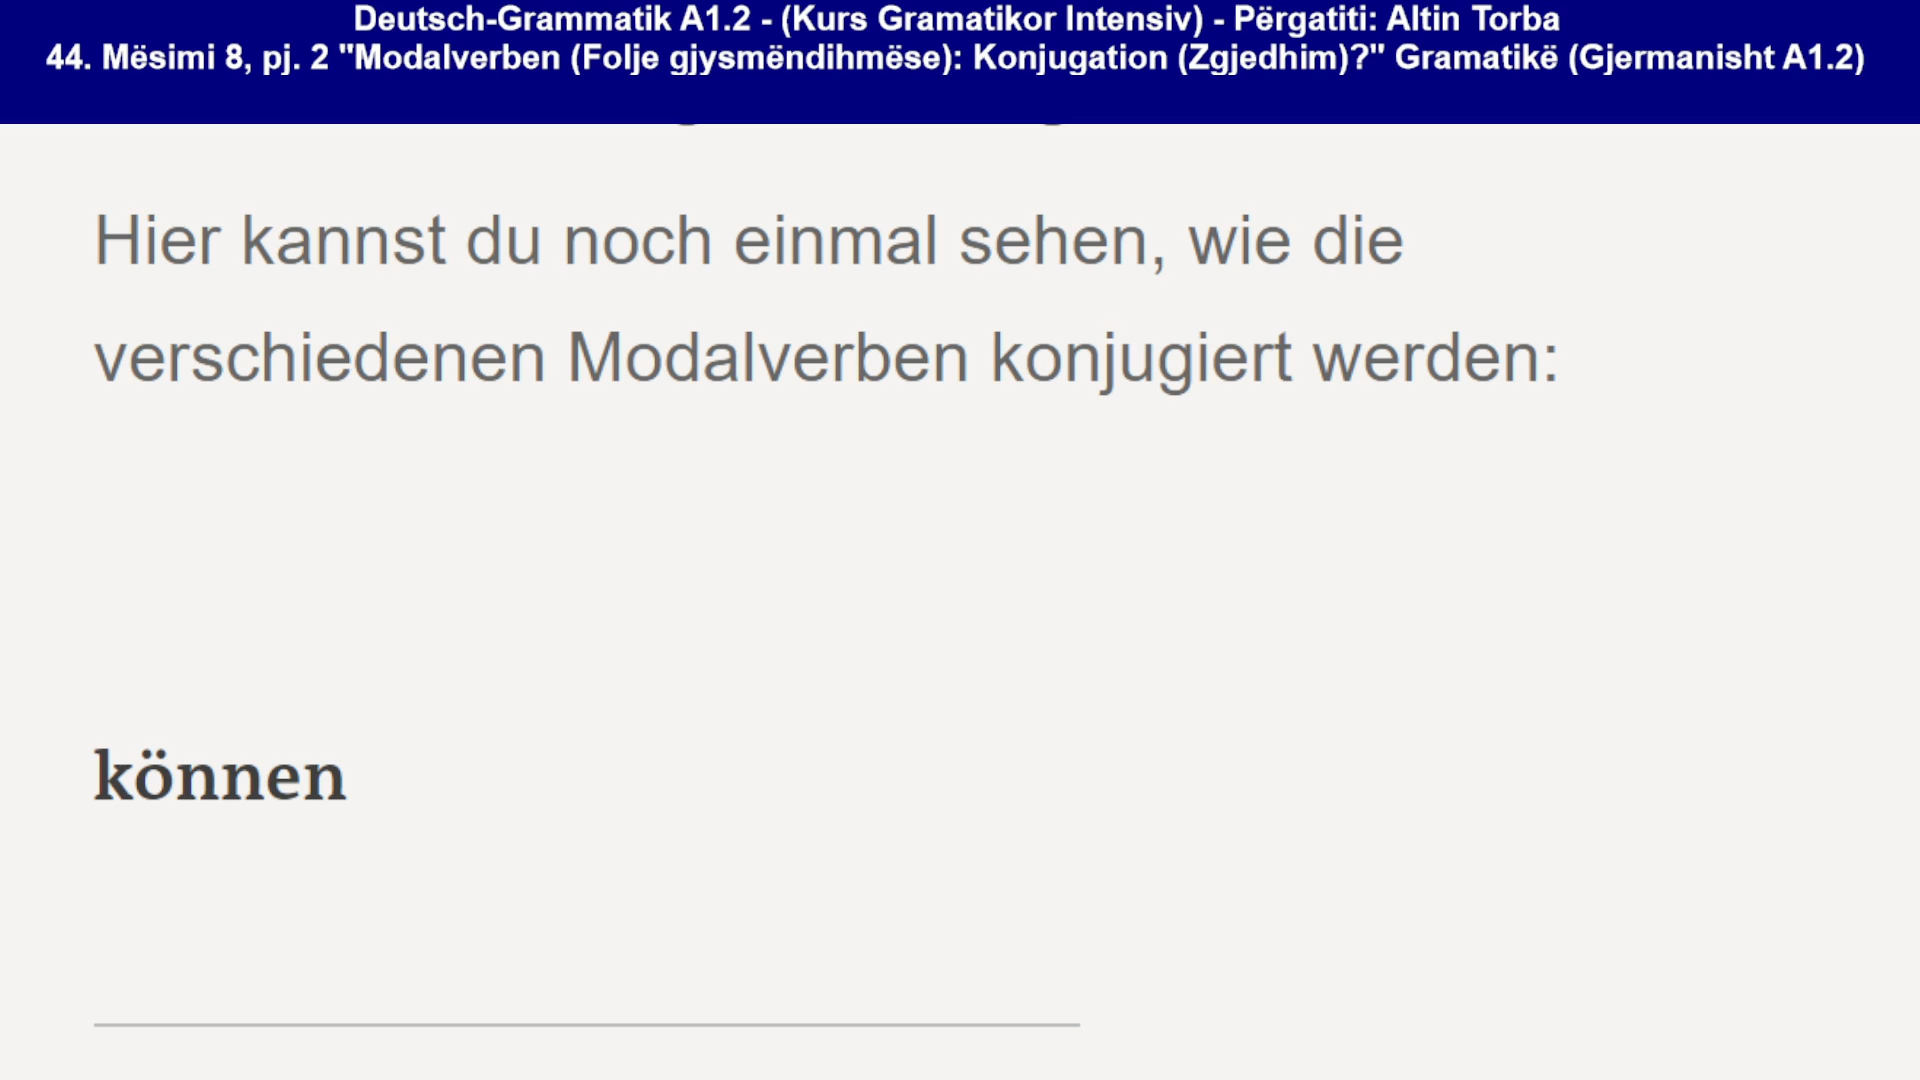 Deutsch-Grammatik A1.2 - (Kurs Gramatikor Intensiv) - Përgatiti: Altin Torba
44. Mësimi 8, pj. 2 "Modalverben (Folje gjysmëndihmëse): Konjugation (Zgjedhim)?" Gramatikë (Gjermanisht A1.2)
Hier kannst du noch einmal sehen, wie die
verschiedenen Modalverben konjugiert werden:
können